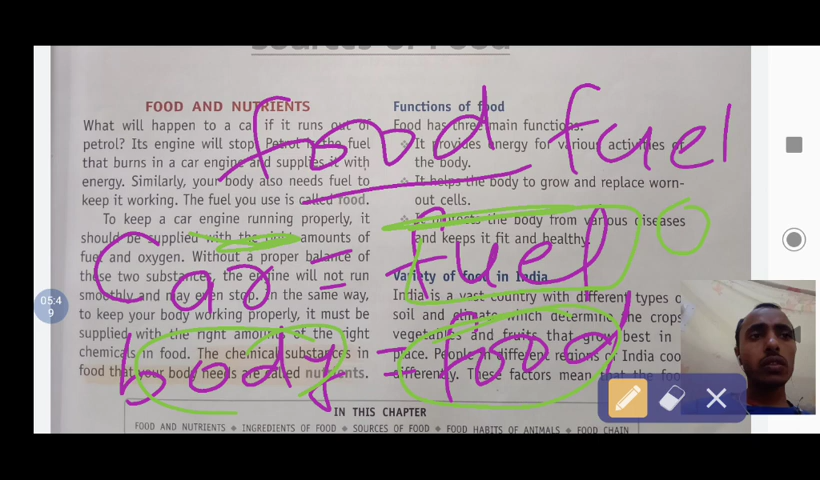 Sources of Food
FOOD AND NUTRIENTS
What will happen to a car if it runs out of
petrol? Its engine will stop. Petrol is the fuel
that burns in a car engine and supplies it with
energy. Similarly, your body also needs fuel to
keep it working. The fuel you use is called food.
To keep a car engine running properly, it
should be supplied with the right amounts of
fuel and oxygen. Without a proper balance of
these two substances, the engine will not run
smoothly and may even stop. In the same way,
to keep your body working properly, it must be
supplied with the right amounts of the right
chemicals in food. The chemical substances in
food that your body needs are called nutrients.
Functions of food
Food has three main functions.
It provides energy for various activities of
the body.
It helps the body to grow and replace worn-
out cells.
It protects the body from various diseases
and keeps it fit and healthy.
Variety of food in India
India is a vast country with different types o
soil and climate which determine the crops
vegetables and fruits that grow best in
place. People in different regions of India coo
differently. These factors mean that the foo
IN THIS CHAPTER
FOOD AND NUTRIENTS INGREDIENTS OF FOOD SOURCES OF FOOD FOOD HABITS OF ANIMALS FOOD CHAIN
food fuel
Car = Fuel
body = Food
05:4
9